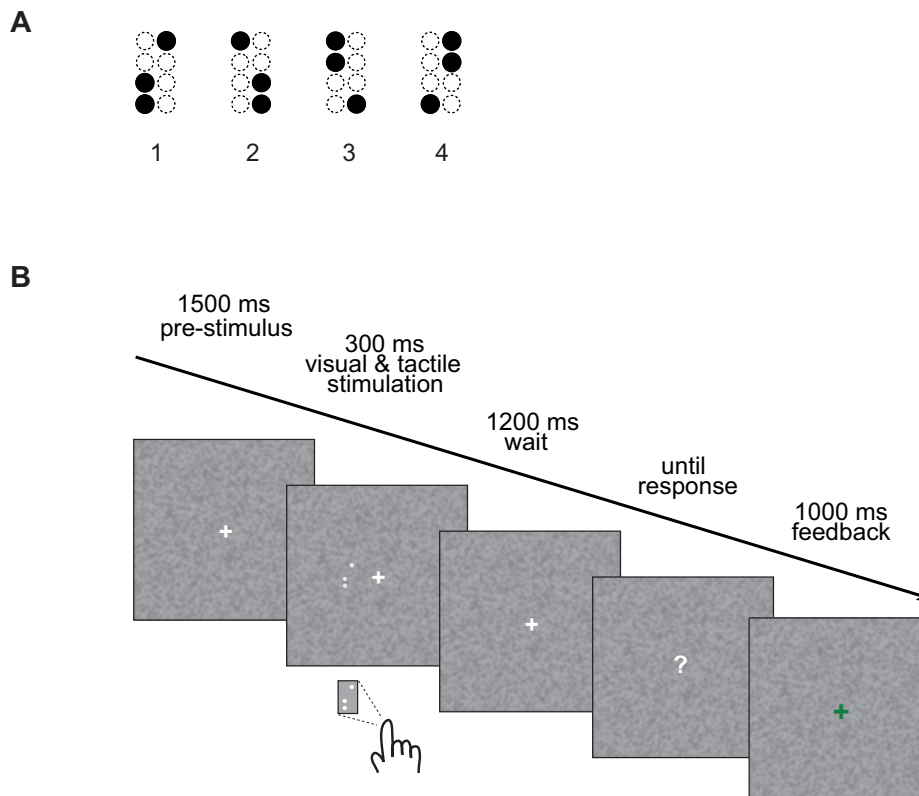 A
1 2 3 4
B
1500 ms
pre-stimulus
300 ms
visual & tactile
stimulation
1200 ms
wait
until
response
1000 ms
feedback
?